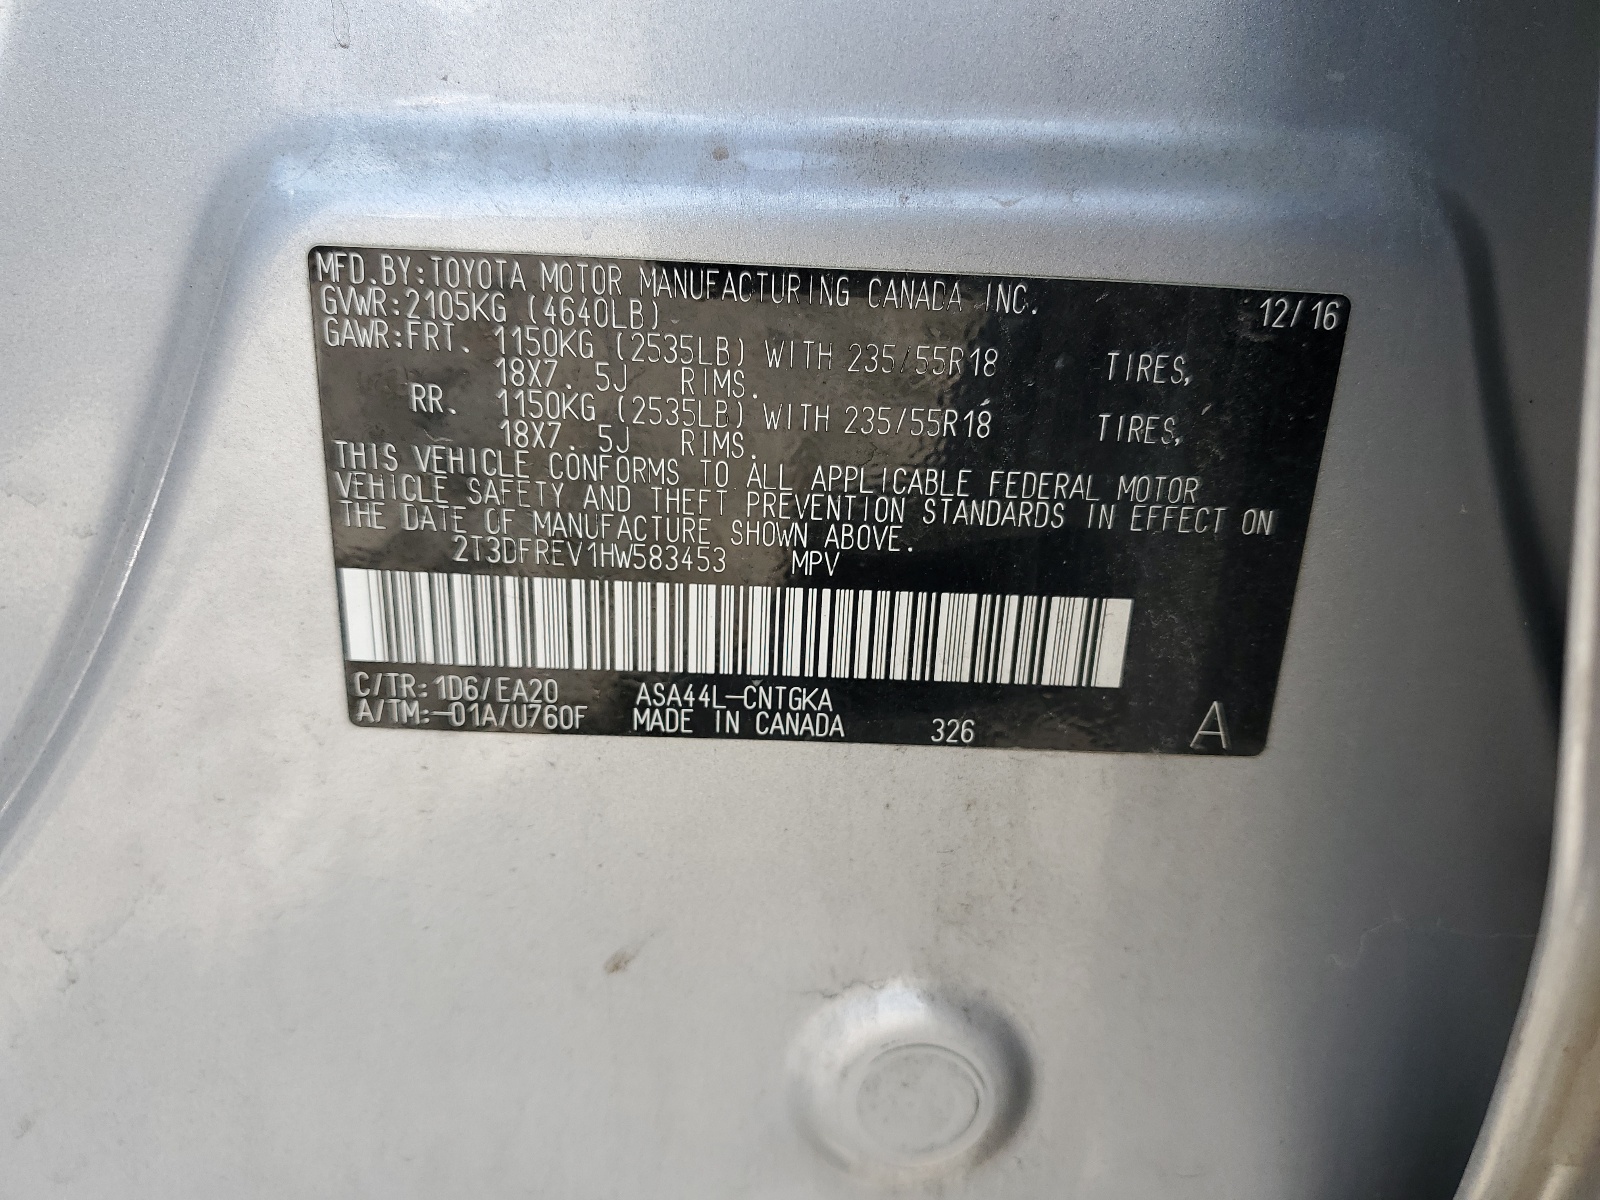 MFD.BY:TOYOTA MOTOR MANUFACTURING CANADA INC. 12/16
GVWR:2105KG (4640LB)
GAWR:FRT. 1150KG (2535LB) WITH 235/55R18 TIRES,
18X7.5J RIMS.
RR. 1150KG (2535LB) WITH 235/55R18 TIRES,
18X7.5J RIMS.
THIS VEHICLE CONFORMS TO ALL APPLICABLE FEDERAL MOTOR
VEHICLE SAFETY AND THEFT PREVENTION STANDARDS IN EFFECT ON
THE DATE OF MANUFACTURE SHOWN ABOVE.
2T3DFREV1HW583453 MPV
C/TR:1D6/EA20 ASA44L-CNTGKA
A/TM:-01A/U760F MADE IN CANADA 326 A